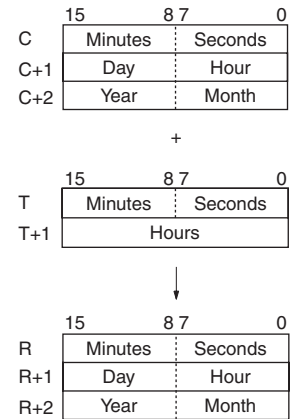 15 8 7 0
C Minutes Seconds
C+1 Day Hour
C+2 Year Month
+
15 8 7 0
T Minutes Seconds
T+1 Hours
15 8 7 0
R Minutes Seconds
R+1 Day Hour
R+2 Year Month